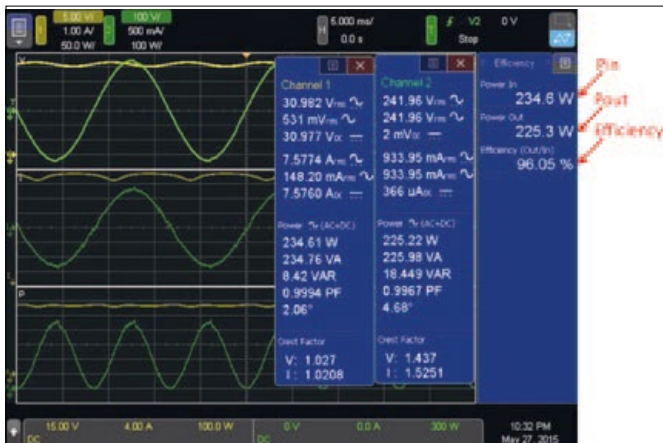 1 5.00 V/ 100 V/
1.00 A/ 2 500 mA/
50.0 W/ 100 W/
H 5.000 ms/
0.0 s
T V2 0 V
Stop
V
I
P
Channel 1
30.982 Vrms
531 mVrms
30.977 VDC
7.5774 Arms
148.20 mArms
7.5760 ADC
Power (AC+DC)
234.61 W
234.76 VA
8.42 VAR
0.9994 PF
2.06°
Crest Factor
V: 1.027
I: 1.0208
Channel 2
241.96 Vrms
241.96 Vrms
2 mVDC
933.95 mArms
933.95 mArms
366 uADC
Power (AC+DC)
225.22 W
225.98 VA
18.449 VAR
0.9967 PF
4.68°
Crest Factor
V: 1.437
I: 1.5251
Efficiency
Power In
234.6 W
Power Out
225.3 W
Efficiency (Out/In)
96.05 %
Pin
Pout
Efficiency
15.00 V 4.00 A 100.0 W 0 V 0.0 A 300 W
DC DC
10:32 PM
May 27, 2015